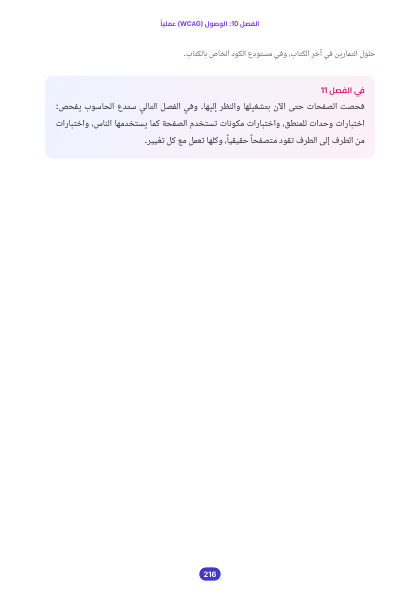 الفصل 10: الوصول (WCAG) عملياً
حلول التمارين في آخر الكتاب، وفي مستودع الكود الخاص بالكتاب.
في الفصل 11
فحصت الصفحات حتى الآن بتشغيلها والنظر إليها. وفي الفصل التالي ستدع الحاسوب يفحص:
اختبارات وحدات للمنطق، واختبارات مكونات تستخدم الصفحة كما يستخدمها الناس، واختبارات
من الطرف إلى الطرف تقود متصفحاً حقيقياً، وكلها تعمل مع كل تغيير.
216